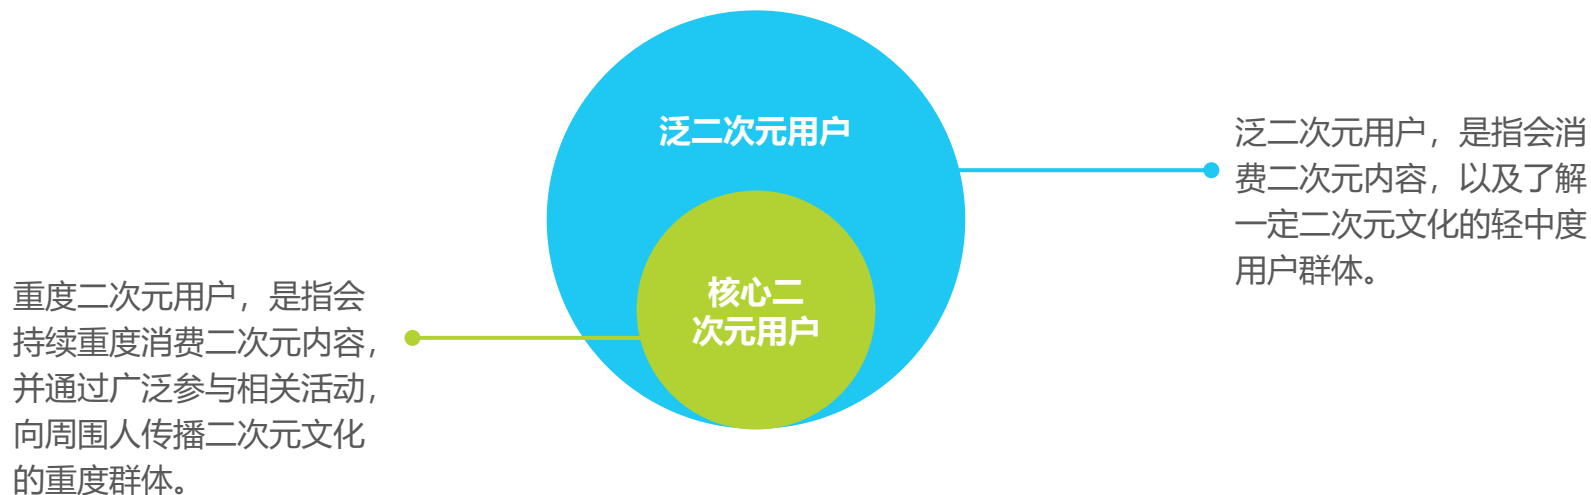 泛二次元用户
泛二次元用户，是指会消
费二次元内容，以及了解
一定二次元文化的轻中度
用户群体。
核心二
次元用户
重度二次元用户，是指会
持续重度消费二次元内容，
并通过广泛参与相关活动，
向周围人传播二次元文化
的重度群体。